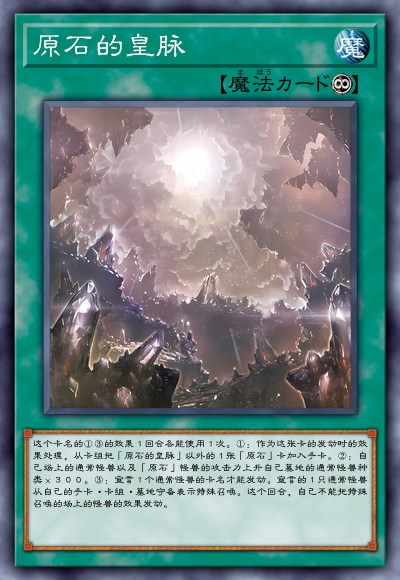 原石的皇脉
魔
【魔法カード】
まほう
这个卡名的①③的效果1回合各能使用1次。①：作为这张卡的发动时的效
果处理，从卡组把「原石的皇脉」以外的1张「原石」卡加入手卡。②：自
己场上的通常怪兽以及「原石」怪兽的攻击力上升自己墓地的通常怪兽种
类×300。③：宣言1个通常怪兽的卡名才能发动。宣言的1只通常怪兽
从自己的手卡·卡组·墓地守备表示特殊召唤。这个回合，自己不能把特殊
召唤的场上的怪兽的效果发动。